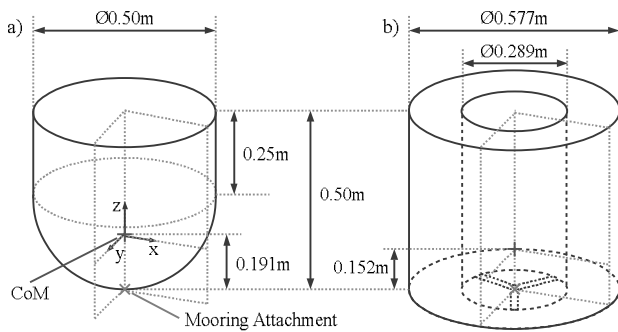 a)
Ø0.50m
b)
Ø0.577m
Ø0.289m
0.25m
0.50m
z
y
x
0.191m
0.152m
CoM
Mooring Attachment